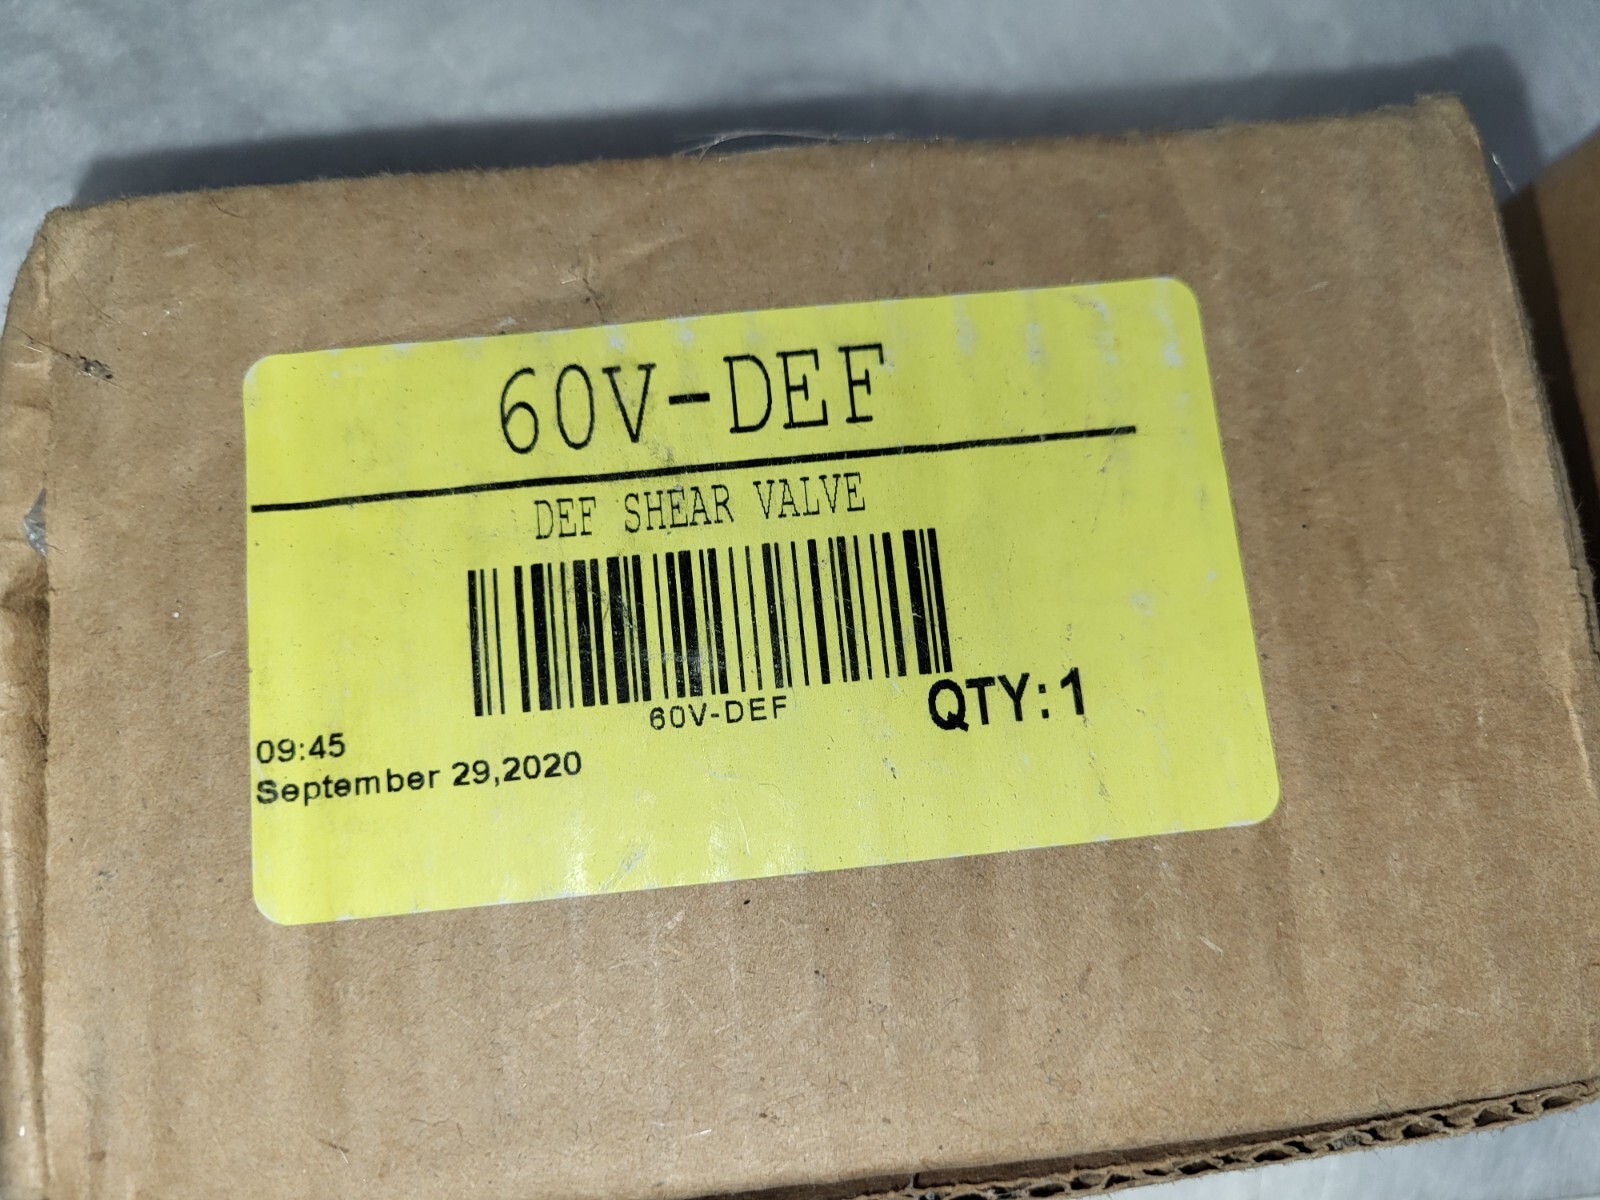 60V-DEF
DEF SHEAR VALVE
60V-DEF
QTY:1
09:45
September 29,2020